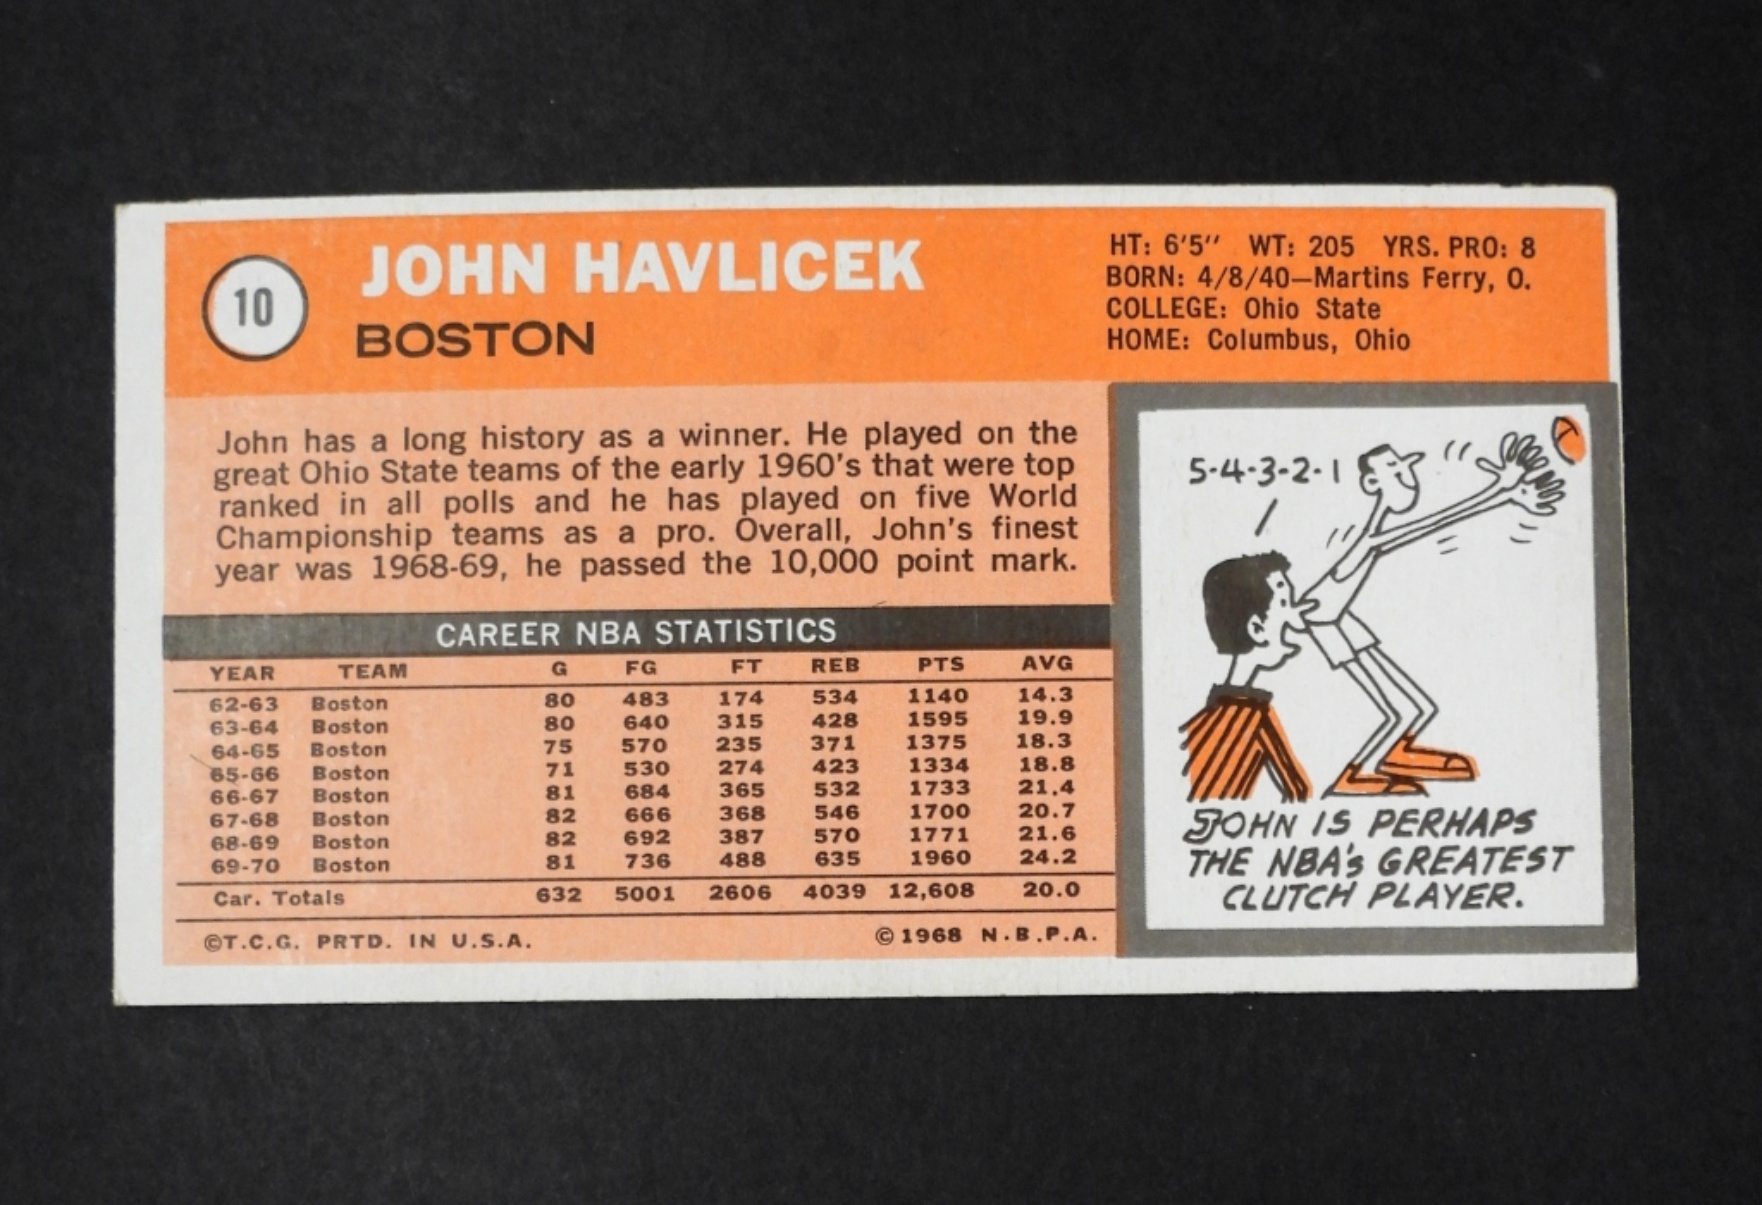 10
JOHN HAVLICEK
BOSTON
HT: 6'5" WT: 205 YRS. PRO: 8
BORN: 4/8/40—Martins Ferry, O.
COLLEGE: Ohio State
HOME: Columbus, Ohio
John has a long history as a winner. He played on the
great Ohio State teams of the early 1960's that were top
ranked in all polls and he has played on five World
Championship teams as a pro. Overall, John's finest
year was 1968-69, he passed the 10,000 point mark.
CAREER NBA STATISTICS
YEAR TEAM G FG FT REB PTS AVG
62-63 Boston 80 483 174 534 1140 14.3
63-64 Boston 80 640 315 428 1595 19.9
64-65 Boston 75 570 235 371 1375 18.3
65-66 Boston 71 530 274 423 1334 18.8
66-67 Boston 81 684 365 532 1733 21.4
67-68 Boston 82 666 368 546 1700 20.7
68-69 Boston 82 692 387 570 1771 21.6
69-70 Boston 81 736 488 635 1960 24.2
Car. Totals 632 5001 2606 4039 12,608 20.0
©T.C.G. PRTD. IN U.S.A. © 1968 N.B.P.A.
5-4-3-2-1
JOHN IS PERHAPS
THE NBA'S GREATEST
CLUTCH PLAYER.